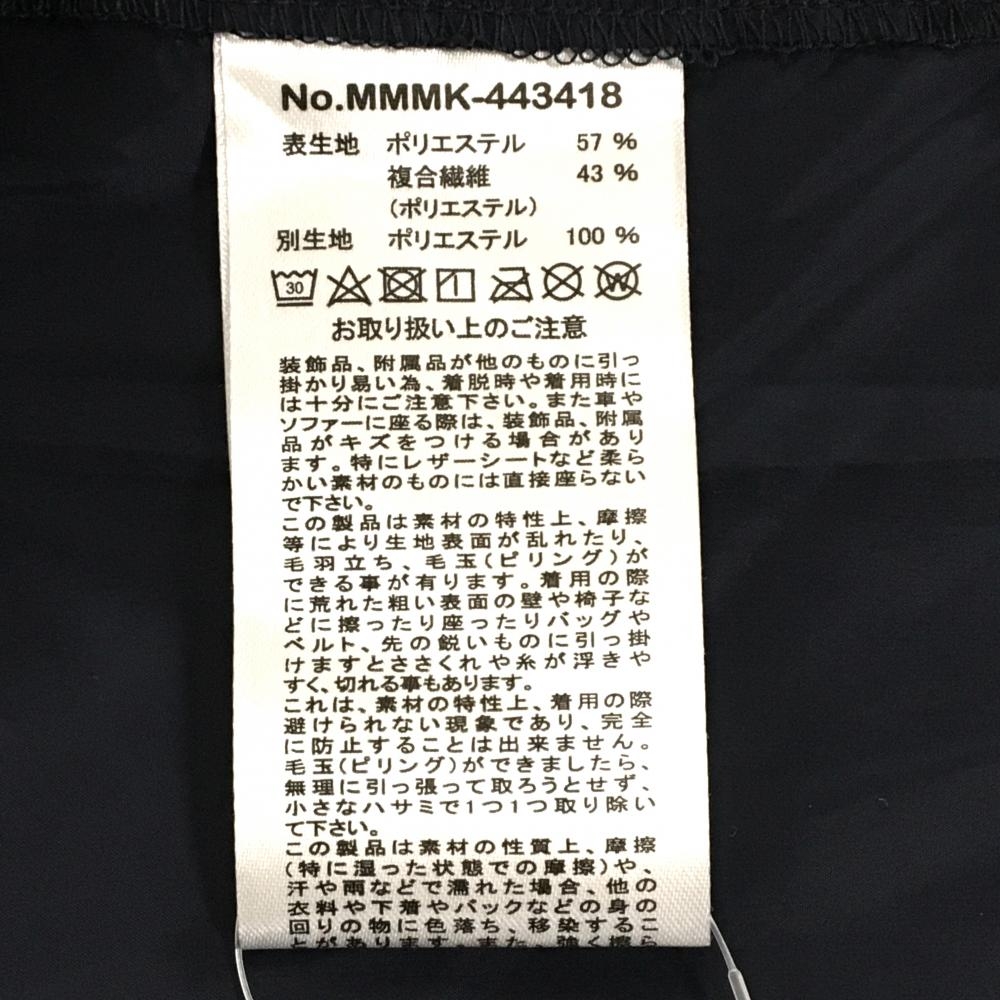 No.MMMK-443418
表生地 ポリエステル 57 %
複合繊維 43 %
(ポリエステル)
別生地 ポリエステル 100 %
30 W
お取り扱い上のご注意
装飾品、附属品が他のものに引っ
掛かり易い為、着脱時や着用時に
は十分にご注意下さい。また車や
ソファーに座る際は、装飾品、附属
品がキズをつける場合があり
ます。特にレザーシートなど柔ら
かい素材のものには直接座らない
で下さい。
この製品は素材の特性上、摩擦
等により生地表面が乱れたり、
毛羽立ち、毛玉(ピリング)が
できる事が有ります。着用の際
に荒れた粗い表面の壁や椅子な
どに擦ったり座ったりバッグや
ベルト、先の鋭いものに引っ掛
けますとささくれや糸が浮きや
すく、切れる事もあります。
これは、素材の特性上、着用の際
避けられない現象であり、完全
に防止することは出来ません。
毛玉(ピリング)ができましたら、
無理に引っ張って取ろうとせず、
小さなハサミで1つ1つ取り除い
て下さい。
この製品は素材の性質上、摩擦
(特に湿った状態での摩擦)や、
汗や雨などで濡れた場合、他の
衣料や下着やバックなどの身の
回りの物に色落ち、移染するこ
とがあります。また、強く擦ら